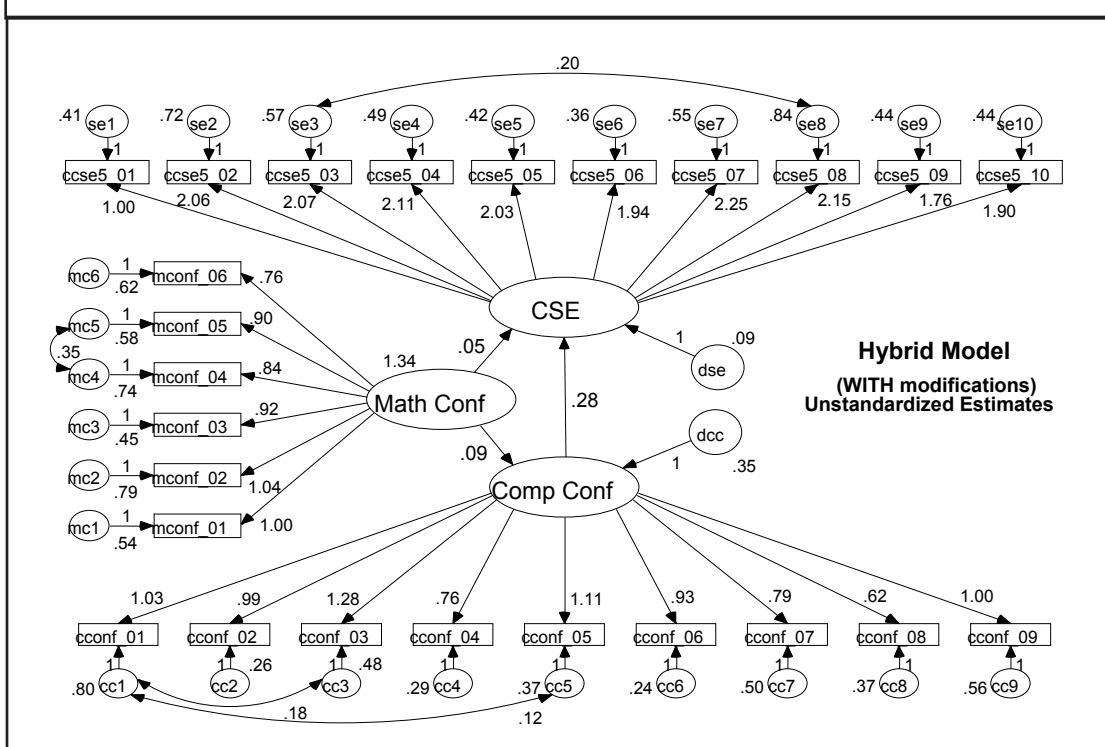 .20
.41 .72 .57 .49 .42 .36 .55 .84 .44 .44
se1 se2 se3 se4 se5 se6 se7 se8 se9 se10
1 1 1 1 1 1 1 1 1 1
ccse5_01 ccse5_02 ccse5_03 ccse5_04 ccse5_05 ccse5_06 ccse5_07 ccse5_08 ccse5_09 ccse5_10
1.00 2.06 2.07 2.11 2.03 1.94 2.25 2.15 1.76 1.90
mc6 1 mconf_06 .76
.62
CSE
mc5 1 mconf_05 .90
.58
.35
1.34 .05 1 .09
dse
Hybrid Model
(WITH modifications)
Unstandardized Estimates
mc4 1 mconf_04 .84
.74
Math Conf .28
mc3 1 mconf_03 .92
.45
dcc
.09 1 .35
mc2 1 mconf_02 1.04
.79
Comp Conf
mc1 1 mconf_01 1.00
.54
1.03 .99 1.28 .76 1.11 .93 .79 .62 1.00
cconf_01 cconf_02 cconf_03 cconf_04 cconf_05 cconf_06 cconf_07 cconf_08 cconf_09
1 1 .26 1 .48 1 1 1 1 1 1
.80 cc1 cc2 cc3 .29 cc4 .37 cc5 .24 cc6 .50 cc7 .37 cc8 .56 cc9
.18 .12